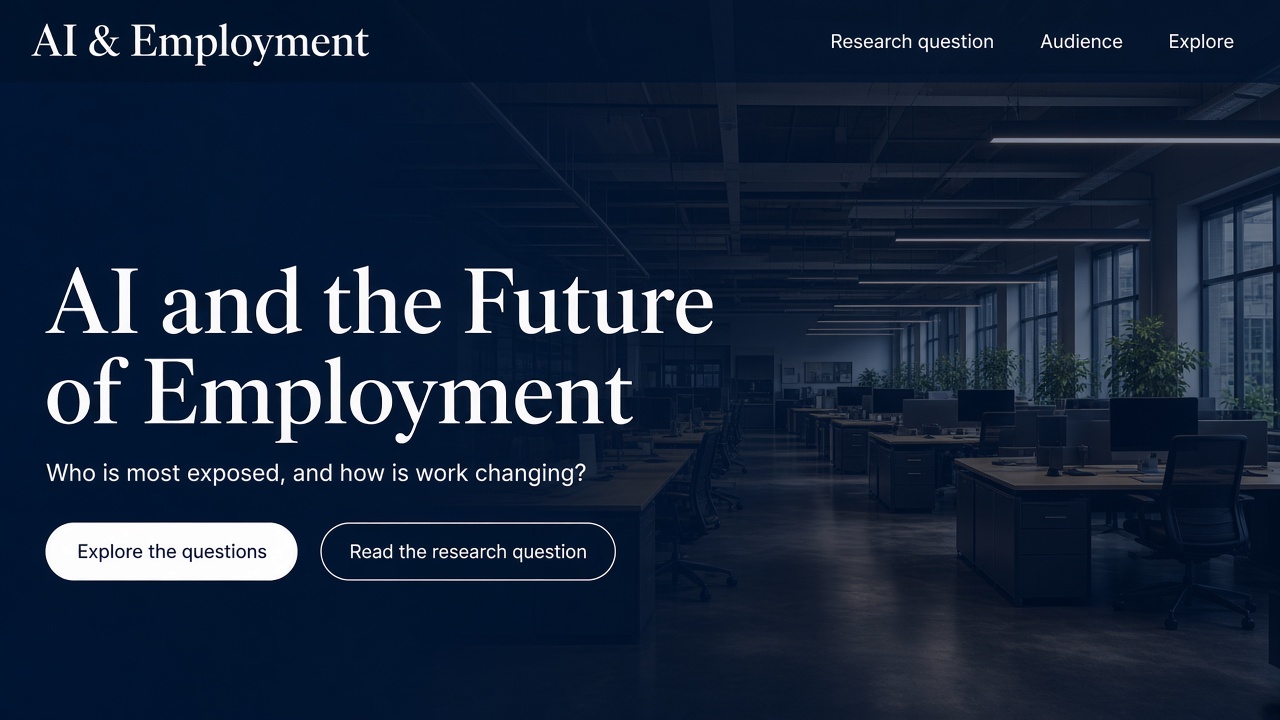 AI & Employment
Research question
Audience
Explore
AI and the Future
of Employment
Who is most exposed, and how is work changing?
Explore the questions
Read the research question